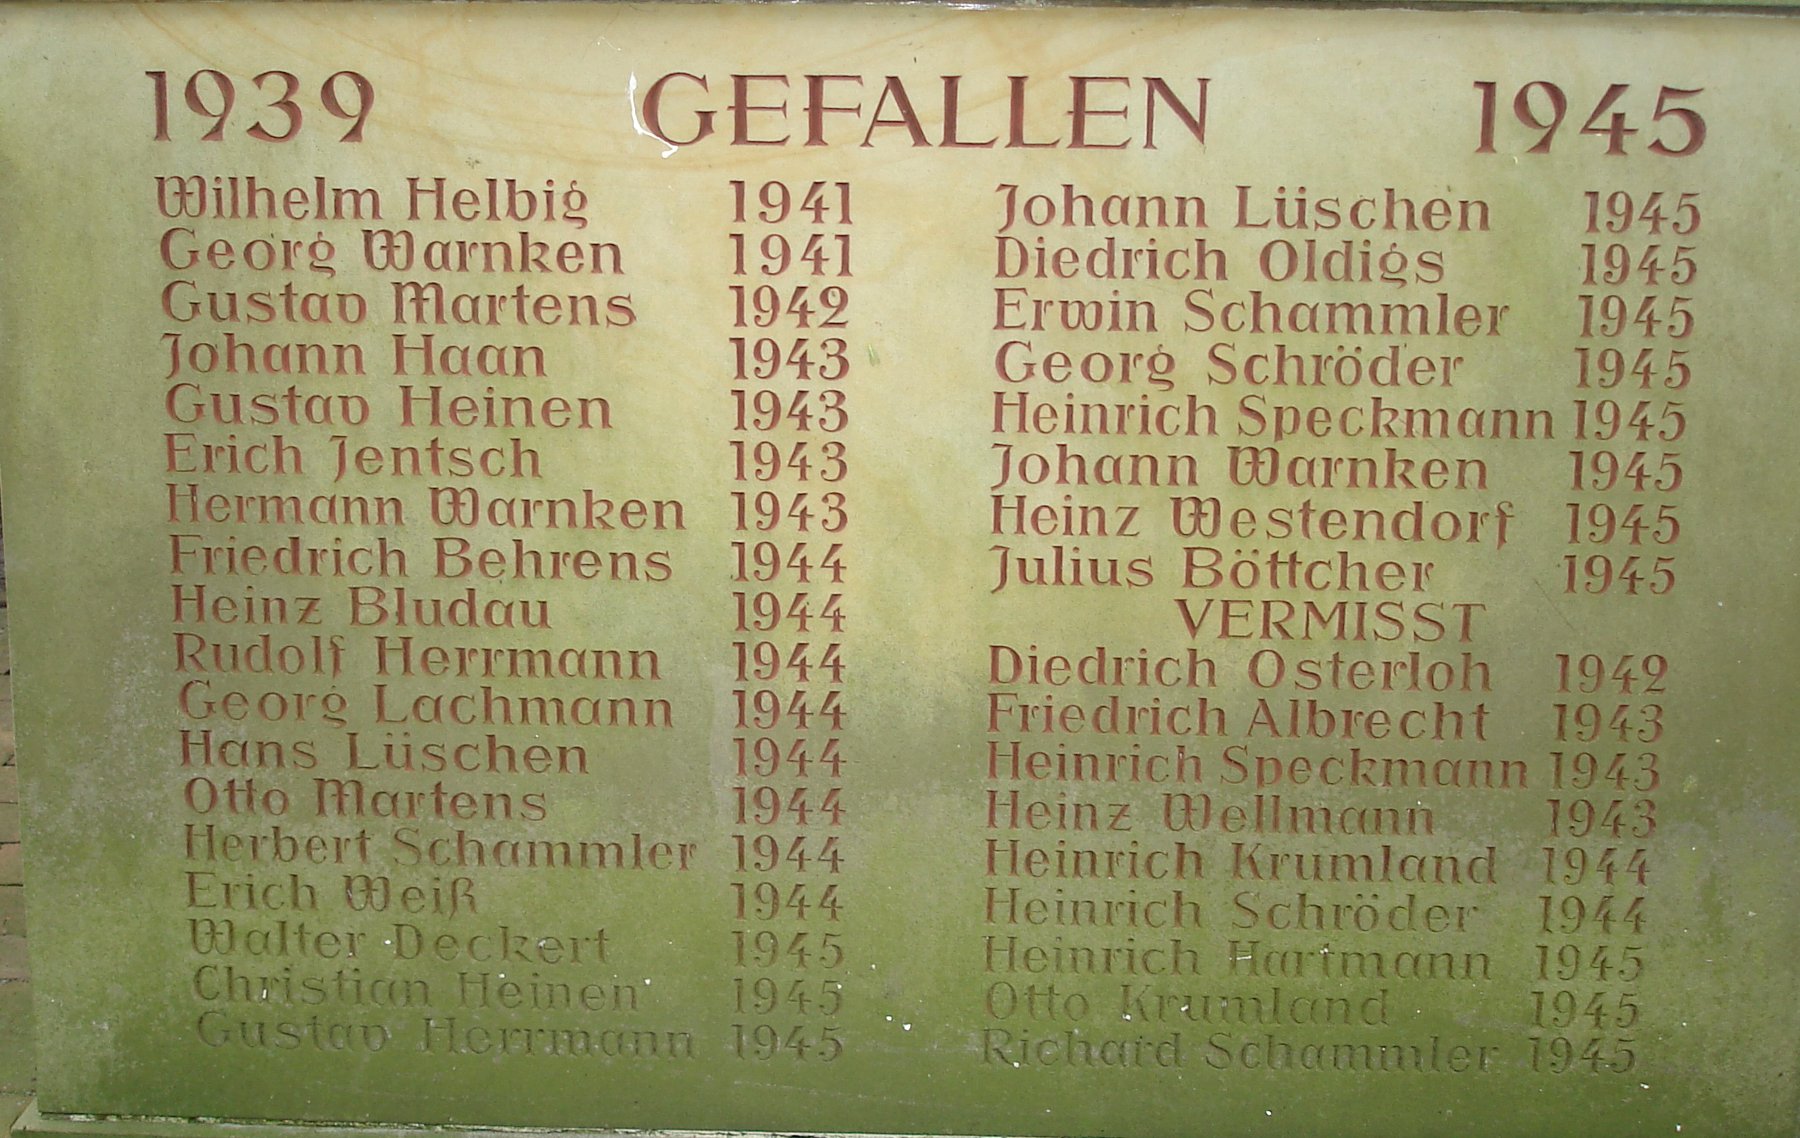 1939 GEFALLEN 1945
Wilhelm Helbig 1941
Georg Warnken 1941
Gustav Martens 1942
Johann Haan 1943
Gustav Heinen 1943
Erich Jentsch 1943
Hermann Warnken 1943
Friedrich Behrens 1944
Heinz Bludau 1944
Rudolf Herrmann 1944
Georg Lachmann 1944
Hans Lüschen 1944
Otto Martens 1944
Herbert Schammler 1944
Erich Weiß 1944
Walter Deckert 1945
Christian Heinen 1945
Gustav Herrmann 1945
Johann Lüschen 1945
Diedrich Oldigs 1945
Erwin Schammler 1945
Georg Schröder 1945
Heinrich Speckmann 1945
Johann Warnken 1945
Heinz Westendorf 1945
Julius Böttcher 1945
VERMISST
Diedrich Osterloh 1942
Friedrich Albrecht 1943
Heinrich Speckmann 1943
Heinz Wellmann 1943
Heinrich Krumland 1944
Heinrich Schröder 1944
Heinrich Hartmann 1945
Otto Krumland 1945
Richard Schammler 1945